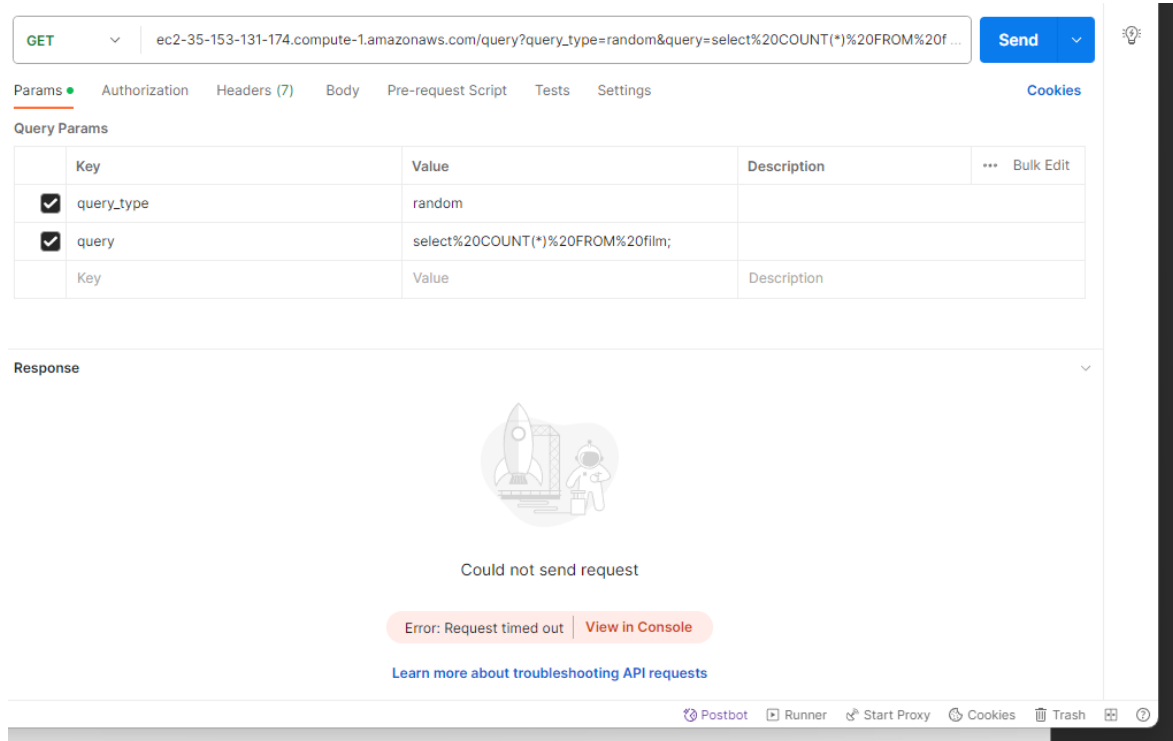 GET ec2-35-153-131-174.compute-1.amazonaws.com/query?query_type=random&query=select%20COUNT(*)%20FROM%20f ... Send
Params Authorization Headers (7) Body Pre-request Script Tests Settings Cookies
Query Params
Key Value Description ••• Bulk Edit
query_type random
query select%20COUNT(*)%20FROM%20film;
Key Value Description
Response
Could not send request
Error: Request timed out View in Console
Learn more about troubleshooting API requests
Postbot Runner Start Proxy Cookies Trash